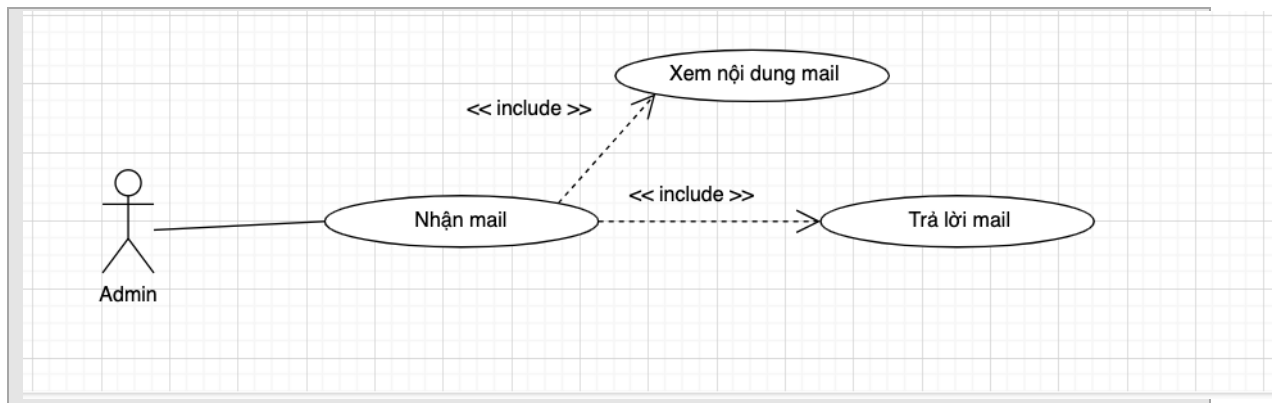 Xem nội dung mail
<< include >>
<< include >>
Nhận mail
Trả lời mail
Admin